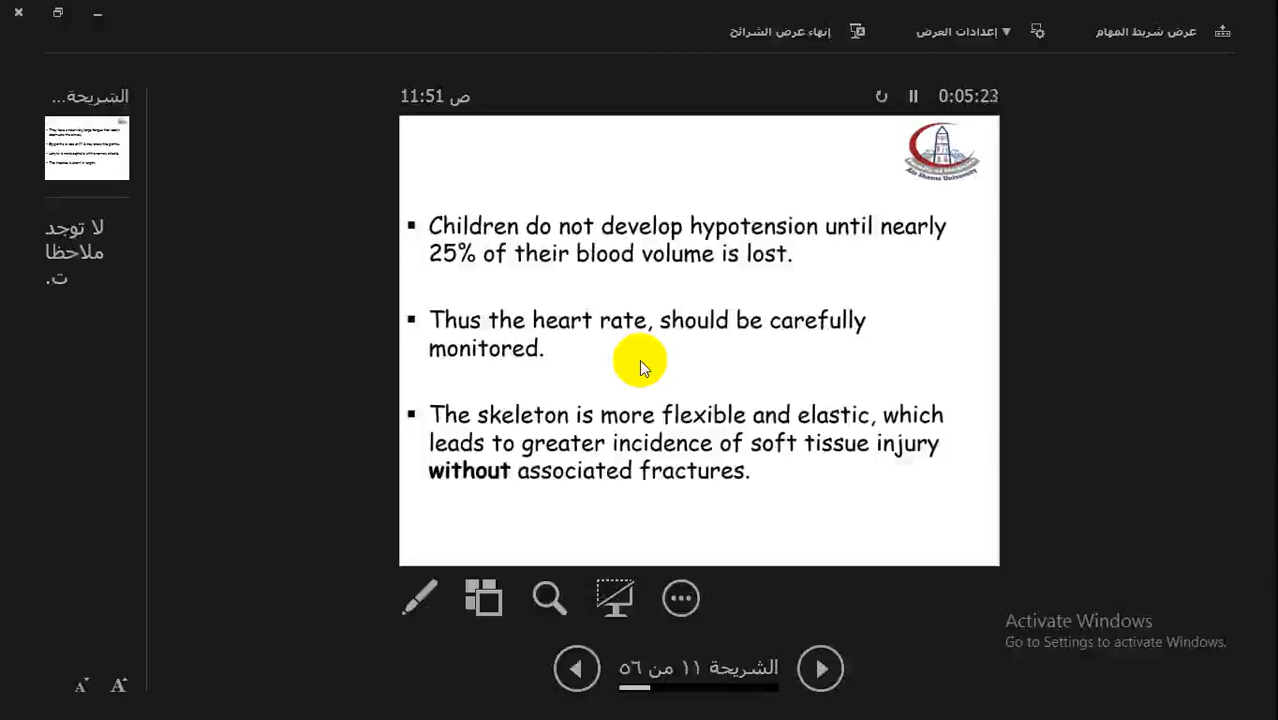 عرض شريط المهام
إعدادات العرض ▼
إنهاء عرض الشرائح
0:05:23
11:51 ص
الشريحة...
لا توجد
ملاحظا
ت.
Ain Shams University
▪ Children do not develop hypotension until nearly
25% of their blood volume is lost.
▪ Thus the heart rate, should be carefully
monitored.
▪ The skeleton is more flexible and elastic, which
leads to greater incidence of soft tissue injury
without associated fractures.
الشريحة ١١ من ٥٦
Activate Windows
Go to Settings to activate Windows.
A
A